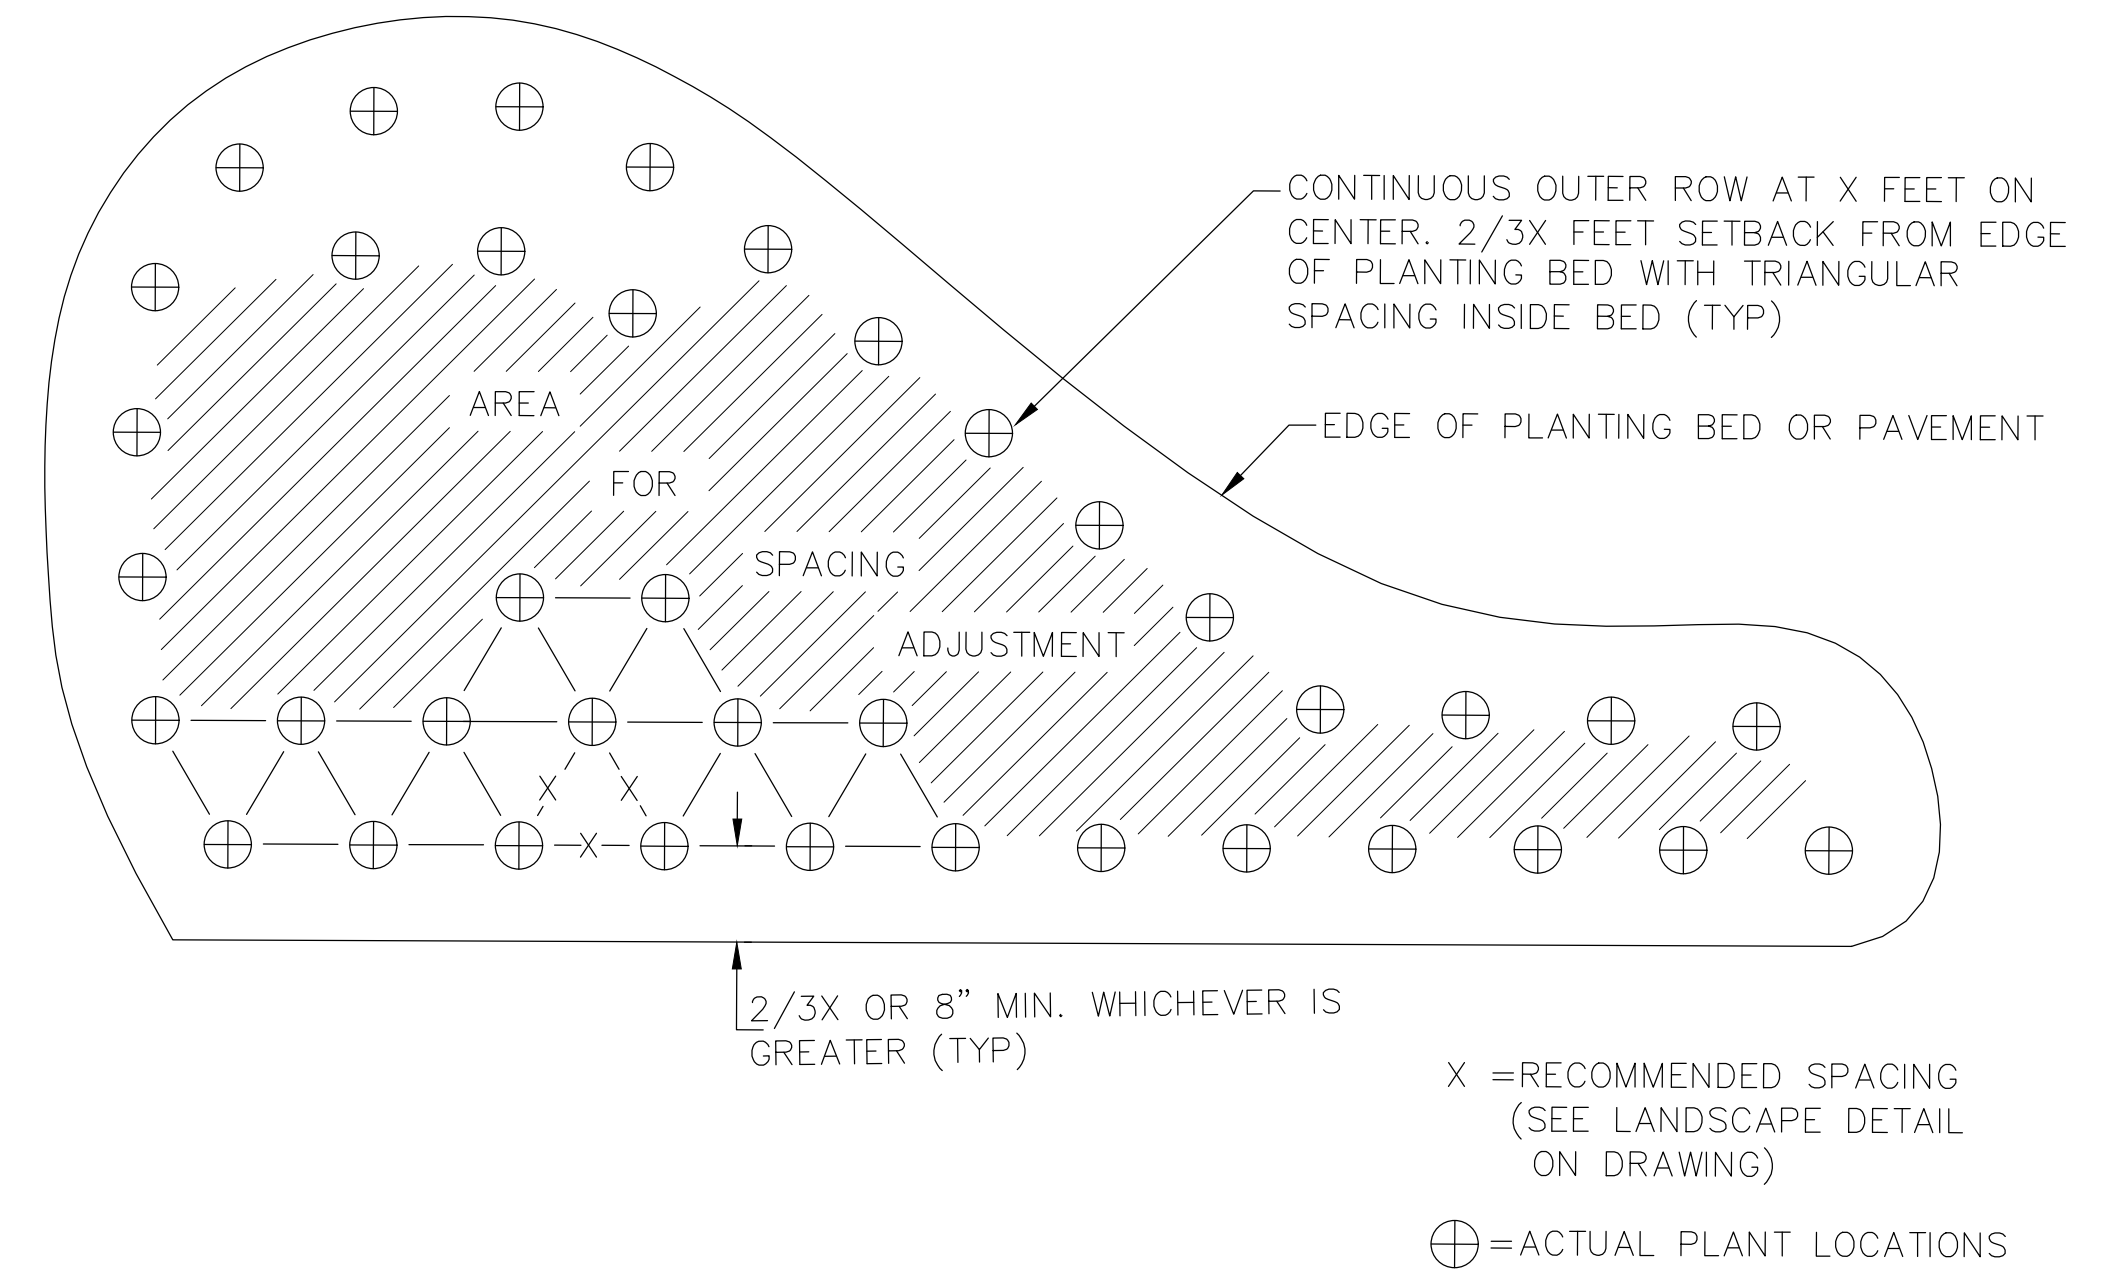 CONTINUOUS OUTER ROW AT X FEET ON
CENTER. 2/3X FEET SETBACK FROM EDGE
OF PLANTING BED WITH TRIANGULAR
SPACING INSIDE BED (TYP)
AREA
EDGE OF PLANTING BED OR PAVEMENT
FOR
SPACING
ADJUSTMENT
X
X
X
2/3X OR 8” MIN. WHICHEVER IS
GREATER (TYP)
X =RECOMMENDED SPACING
(SEE LANDSCAPE DETAIL
ON DRAWING)
=ACTUAL PLANT LOCATIONS